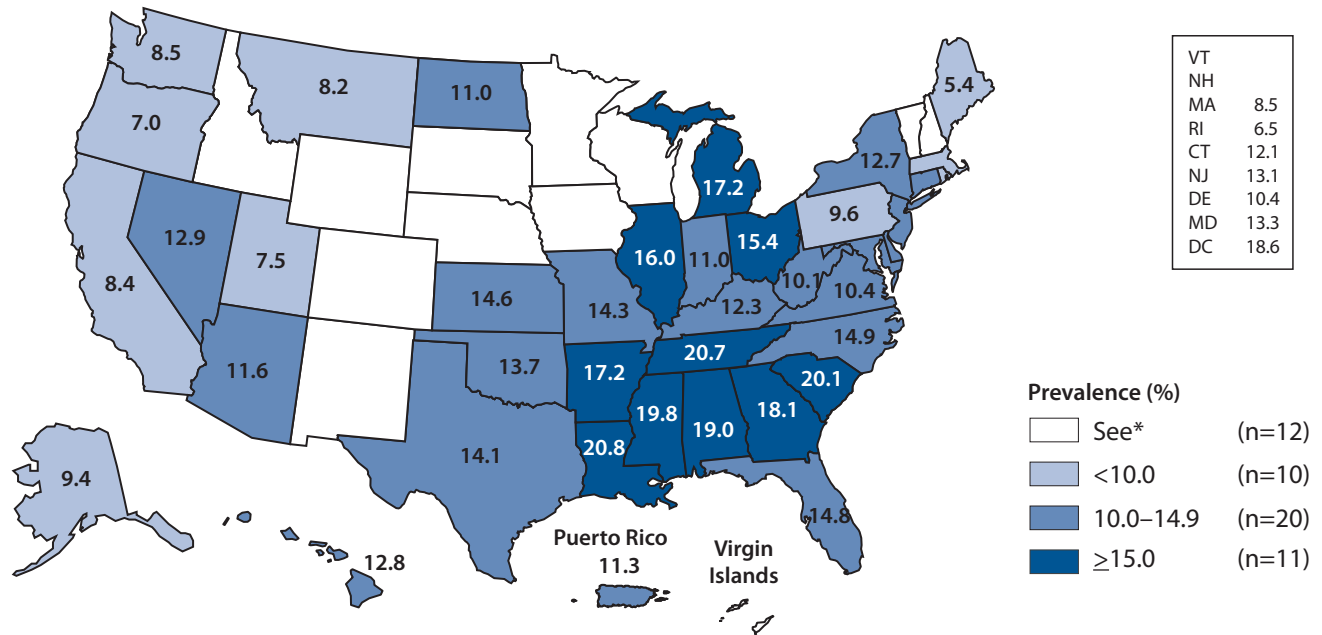 8.5
8.2
11.0
5.4
7.0
12.7
17.2
9.6
12.9
7.5
16.0
11.0
15.4
8.4
10.1
10.4
14.6
14.3
12.3
14.9
11.6
13.7
17.2
20.7
20.1
19.8
19.0
18.1
14.1
20.8
9.4
14.8
12.8
Puerto Rico
11.3
Virgin
Islands
VT
NH
MA 8.5
RI 6.5
CT 12.1
NJ 13.1
DE 10.4
MD 13.3
DC 18.6
Prevalence (%)
See* (n=12)
<10.0 (n=10)
10.0–14.9 (n=20)
≥15.0 (n=11)